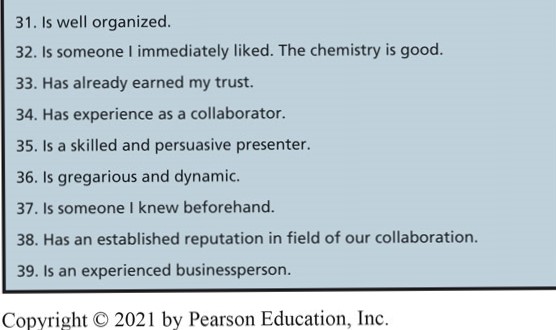 31. Is well organized.
32. Is someone I immediately liked. The chemistry is good.
33. Has already earned my trust.
34. Has experience as a collaborator.
35. Is a skilled and persuasive presenter.
36. Is gregarious and dynamic.
37. Is someone I knew beforehand.
38. Has an established reputation in field of our collaboration.
39. Is an experienced businessperson.
Copyright © 2021 by Pearson Education, Inc.